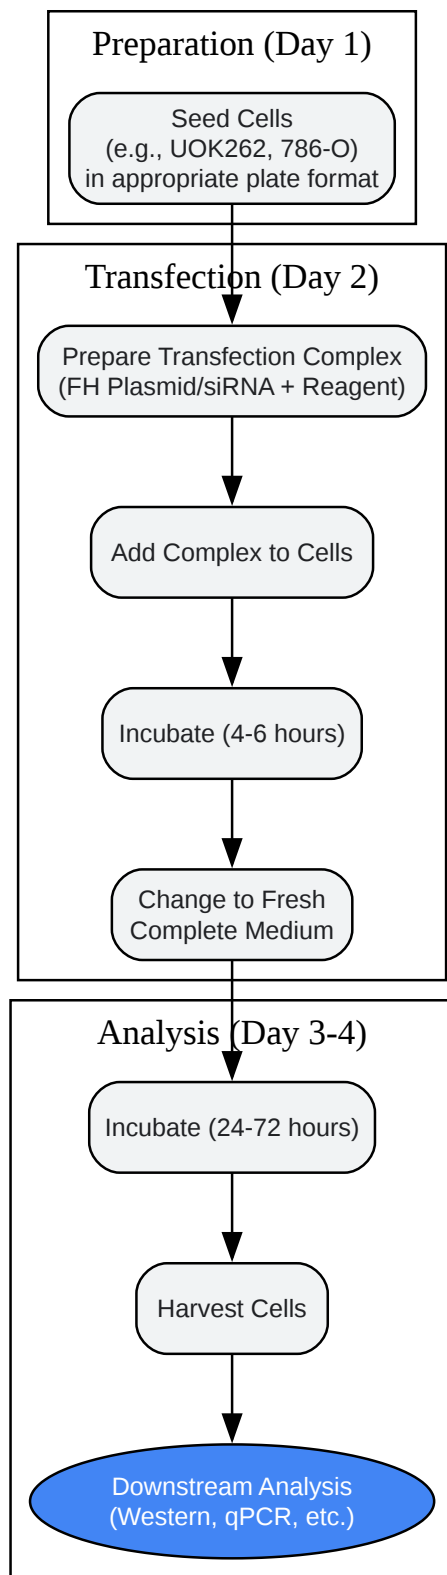 Preparation (Day 1)
Seed Cells
(e.g., UOK262, 786-O)
in appropriate plate format
Transfection (Day 2)
Prepare Transfection Complex
(FH Plasmid/siRNA + Reagent)
Add Complex to Cells
Incubate (4-6 hours)
Change to Fresh
Complete Medium
Analysis (Day 3-4)
Incubate (24-72 hours)
Harvest Cells
Downstream Analysis
(Western, qPCR, etc.)